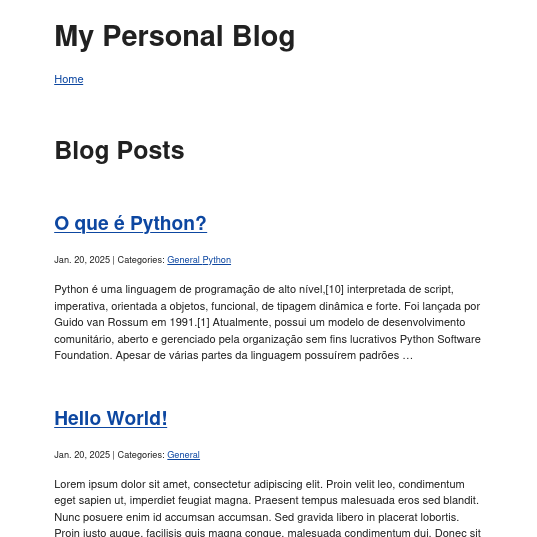 My Personal Blog
Home
Blog Posts
O que é Python?
Jan. 20, 2025 | Categories: General Python
Python é uma linguagem de programação de alto nível,[10] interpretada de script,
imperativa, orientada a objetos, funcional, de tipagem dinâmica e forte. Foi lançada por
Guido van Rossum em 1991.[1] Atualmente, possui um modelo de desenvolvimento
comunitário, aberto e gerenciado pela organização sem fins lucrativos Python Software
Foundation. Apesar de várias partes da linguagem possuírem padrões …
Hello World!
Jan. 20, 2025 | Categories: General
Lorem ipsum dolor sit amet, consectetur adipiscing elit. Proin velit leo, condimentum
eget sapien ut, imperdiet feugiat magna. Praesent tempus malesuada eros sed blandit.
Nunc posuere enim id accumsan accumsan. Sed gravida libero in placerat lobortis.
Proin justo augue, facilisis quis magna congue, malesuada condimentum dui. Donec sit